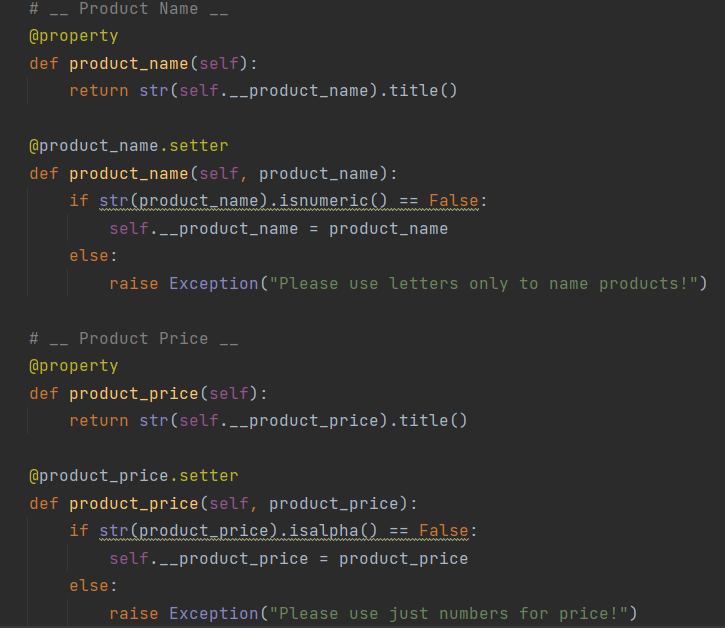 # __ Product Name __
@property
def product_name(self):
    return str(self.__product_name).title()

@product_name.setter
def product_name(self, product_name):
    if str(product_name).isnumeric() == False:
        self.__product_name = product_name
    else:
        raise Exception("Please use letters only to name products!")

# __ Product Price __
@property
def product_price(self):
    return str(self.__product_price).title()

@product_price.setter
def product_price(self, product_price):
    if str(product_price).isalpha() == False:
        self.__product_price = product_price
    else:
        raise Exception("Please use just numbers for price!")